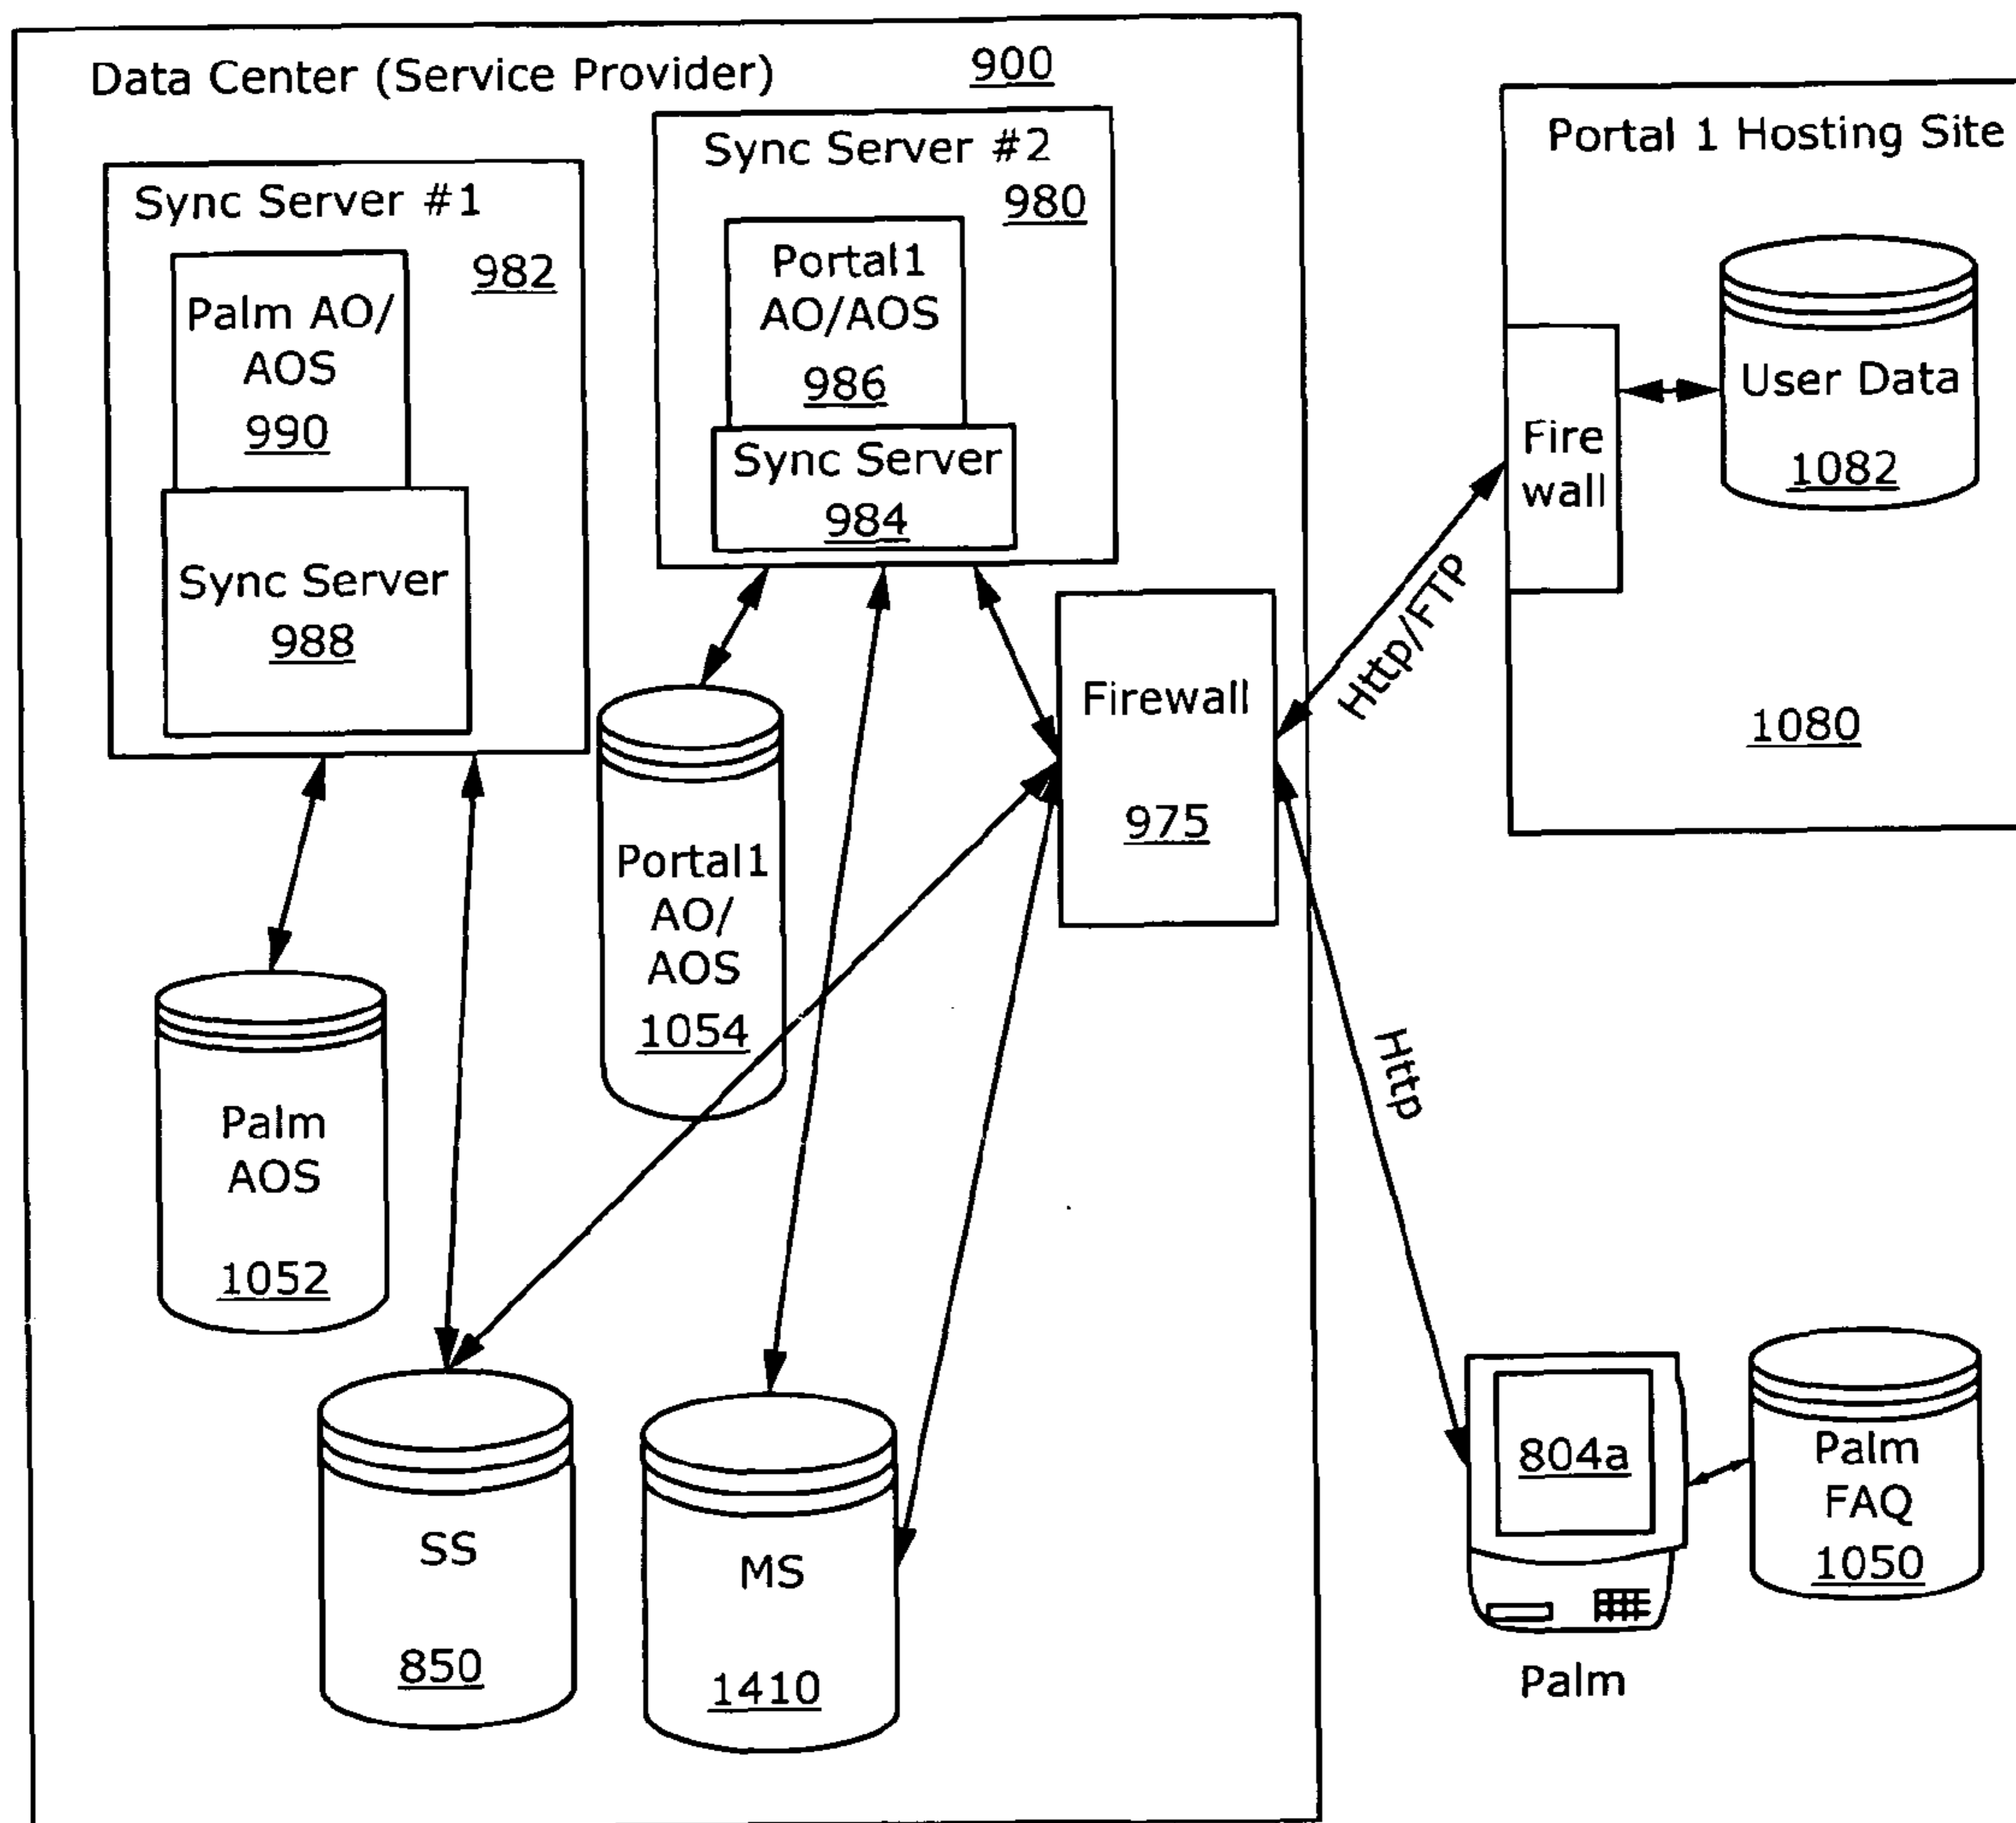 Data Center (Service Provider)
900
Sync Server #1
982
Palm AO/
AOS
990
Sync Server
988
Sync Server #2
980
Portal1
AO/AOS
986
Sync Server
984
Portal 1 Hosting Site
Fire
wall
User Data
1082
1080
Http/FTP
Firewall
975
Portal1
AO/
AOS
1054
Palm
AOS
1052
Http
SS
850
MS
1410
804a
Palm
Palm
FAQ
1050